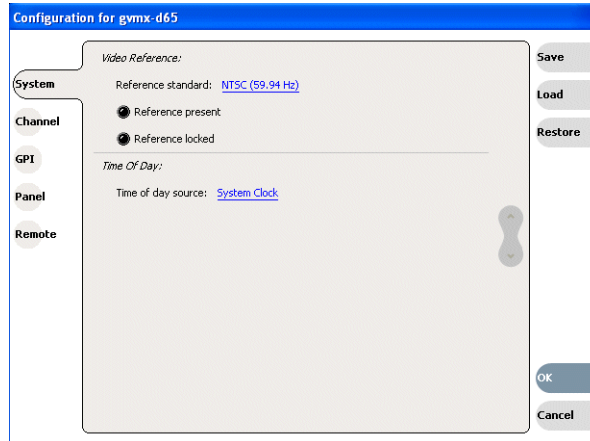 Configuration for gvmx-d65
System
Channel
GPI
Panel
Remote
Video Reference:
Reference standard: NTSC (59.94 Hz)
Reference present
Reference locked
Time Of Day:
Time of day source: System Clock
Save
Load
Restore
OK
Cancel